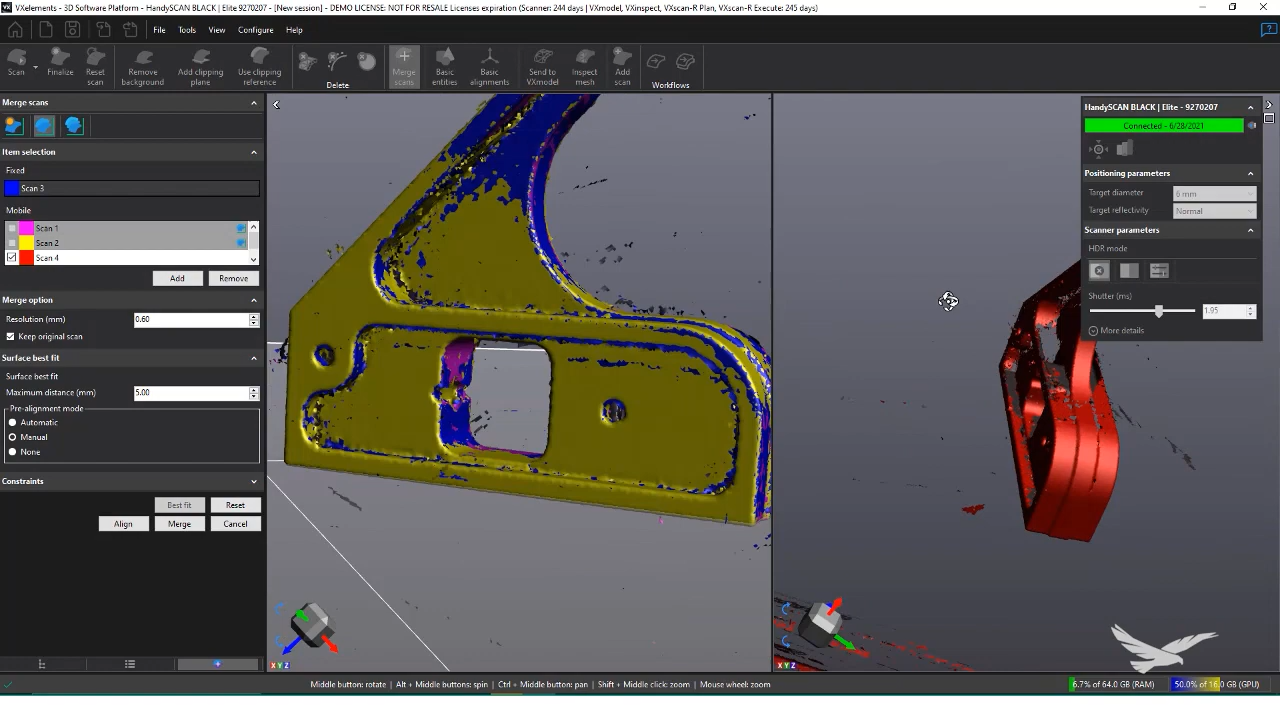 VXelements - 3D Software Platform - HandySCAN BLACK | Elite 9270207 - [New session] - DEMO LICENSE: NOT FOR RESALE Licenses expiration (Scanner: 244 days | VXmodel, VXinspect, VXscan-R Plan, VXscan-R Execute: 245 days)
File Tools View Configure Help
Scan Finalize Reset scan Remove background Add clipping plane Use clipping reference Delete Merge scans Basic entities Basic alignments Send to VXmodel Inspect mesh Add scan Workflows
Merge scans
Item selection
Fixed
Scan 3
Mobile
Scan 1
Scan 2
Scan 4
Add Remove
Merge option
Resolution (mm) 0.60
Keep original scan
Surface best fit
Surface best fit
Maximum distance (mm) 5.00
Pre-alignment mode
Automatic
Manual
None
Constraints
Best fit Reset
Align Merge Cancel
HandySCAN BLACK | Elite - 9270207
Connected - 6/28/2021
Positioning parameters
Target diameter 6 mm
Target reflectivity Normal
Scanner parameters
HDR mode
Shutter (ms) 1.95
More details
X Y Z
X Y Z
Middle button: rotate | Alt + Middle buttons: spin | Ctrl + Middle button: pan | Shift + Middle click: zoom | Mouse wheel: zoom
6.7% of 64.0 GB (RAM) 50.0% of 16.0 GB (GPU)